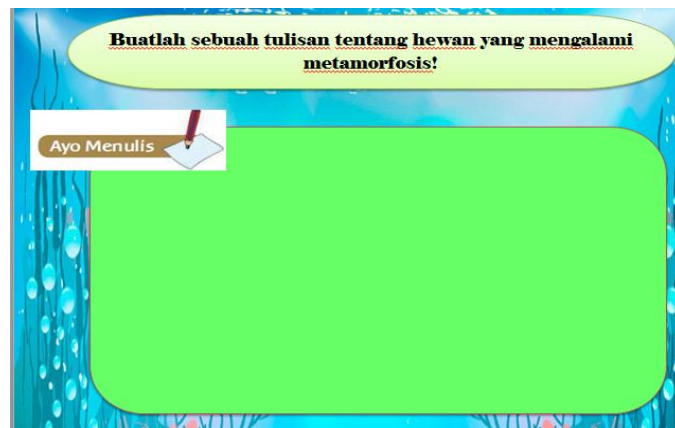 Buatlah sebuah tulisan tentang hewan yang mengalami
metamorfosis!
Ayo Menulis